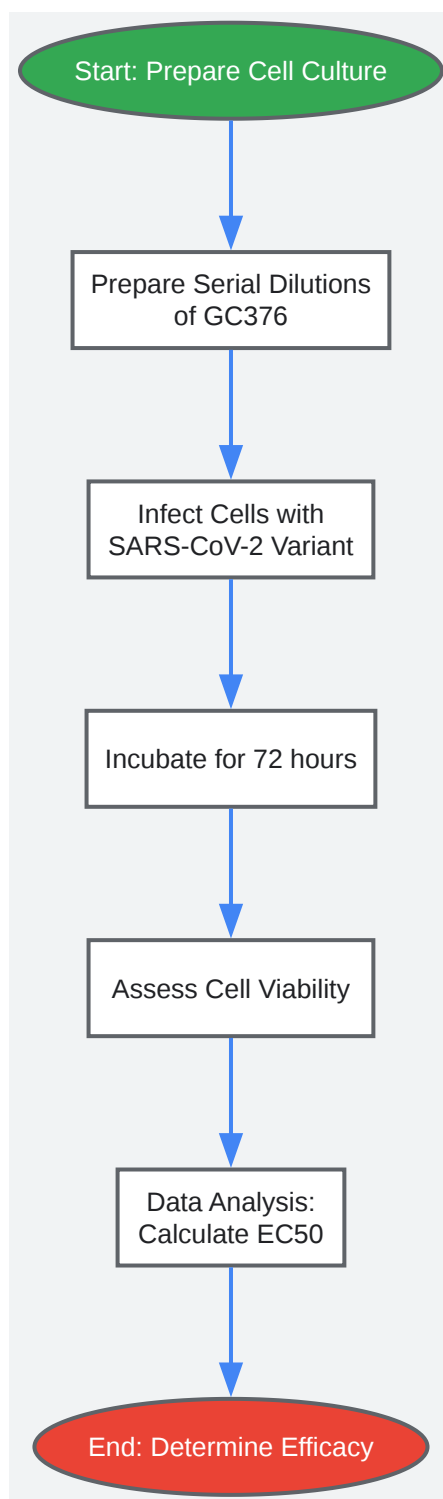 Start: Prepare Cell Culture
Prepare Serial Dilutions
of GC376
Infect Cells with
SARS-CoV-2 Variant
Incubate for 72 hours
Assess Cell Viability
Data Analysis:
Calculate EC50
End: Determine Efficacy